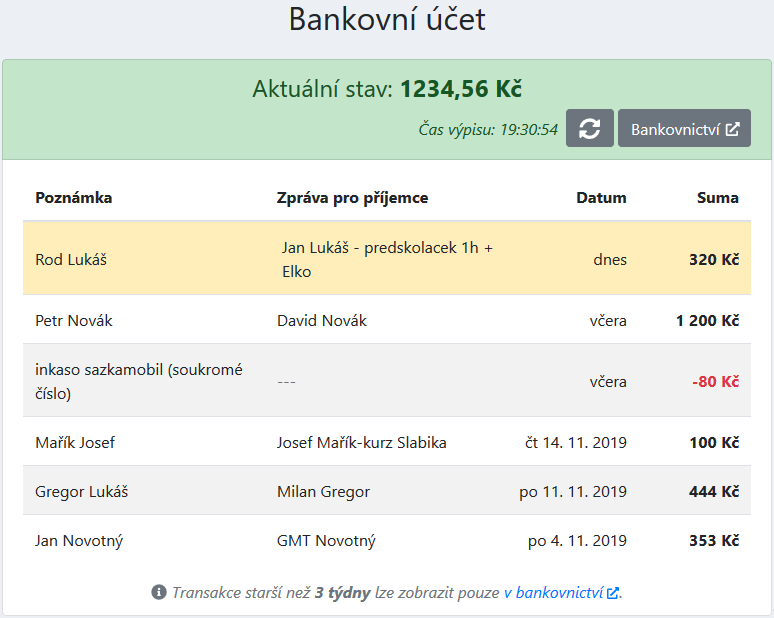 Bankovní účet
Aktuální stav: 1234,56 Kč
Čas výpisu: 19:30:54
Bankovnictví
Poznámka Zpráva pro příjemce Datum Suma
Rod Lukáš Jan Lukáš - predskolacek 1h + Elko dnes 320 Kč
Petr Novák David Novák včera 1 200 Kč
inkaso sazkamobil (soukromé číslo) --- včera -80 Kč
Mařík Josef Josef Mařík-kurz Slabika čt 14. 11. 2019 100 Kč
Gregor Lukáš Milan Gregor po 11. 11. 2019 444 Kč
Jan Novotný GMT Novotný po 4. 11. 2019 353 Kč
Transakce starší než 3 týdny lze zobrazit pouze v bankovnictví.